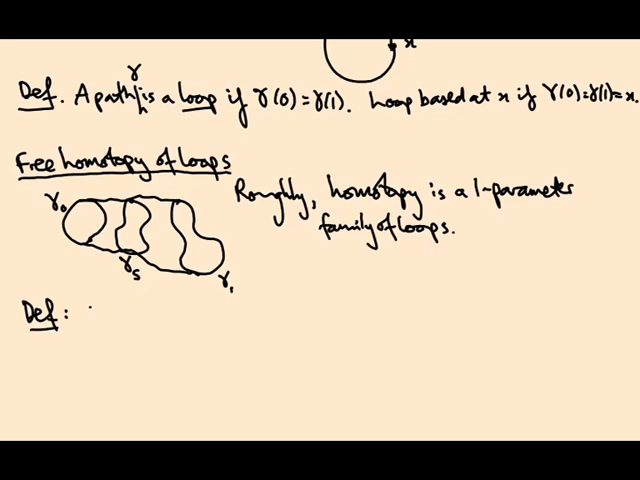 x
Def. A path γ is a loop if γ(0)=γ(1). Loop based at x if γ(0)=γ(1)=x.
Free homotopy of loops
Roughly, homotopy is a 1-parameter
family of loops.
γ₀
γₛ
γ₁
Def: